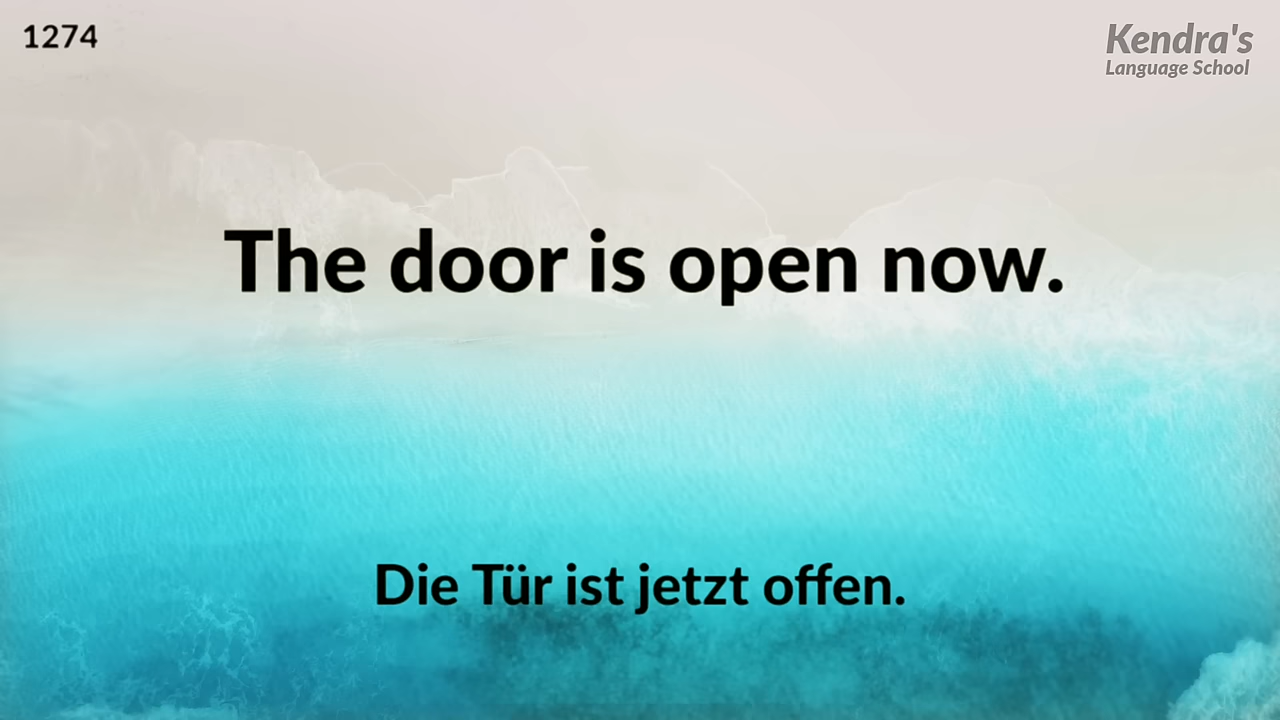 1274
Kendra's
Language School
The door is open now.
Die Tür ist jetzt offen.